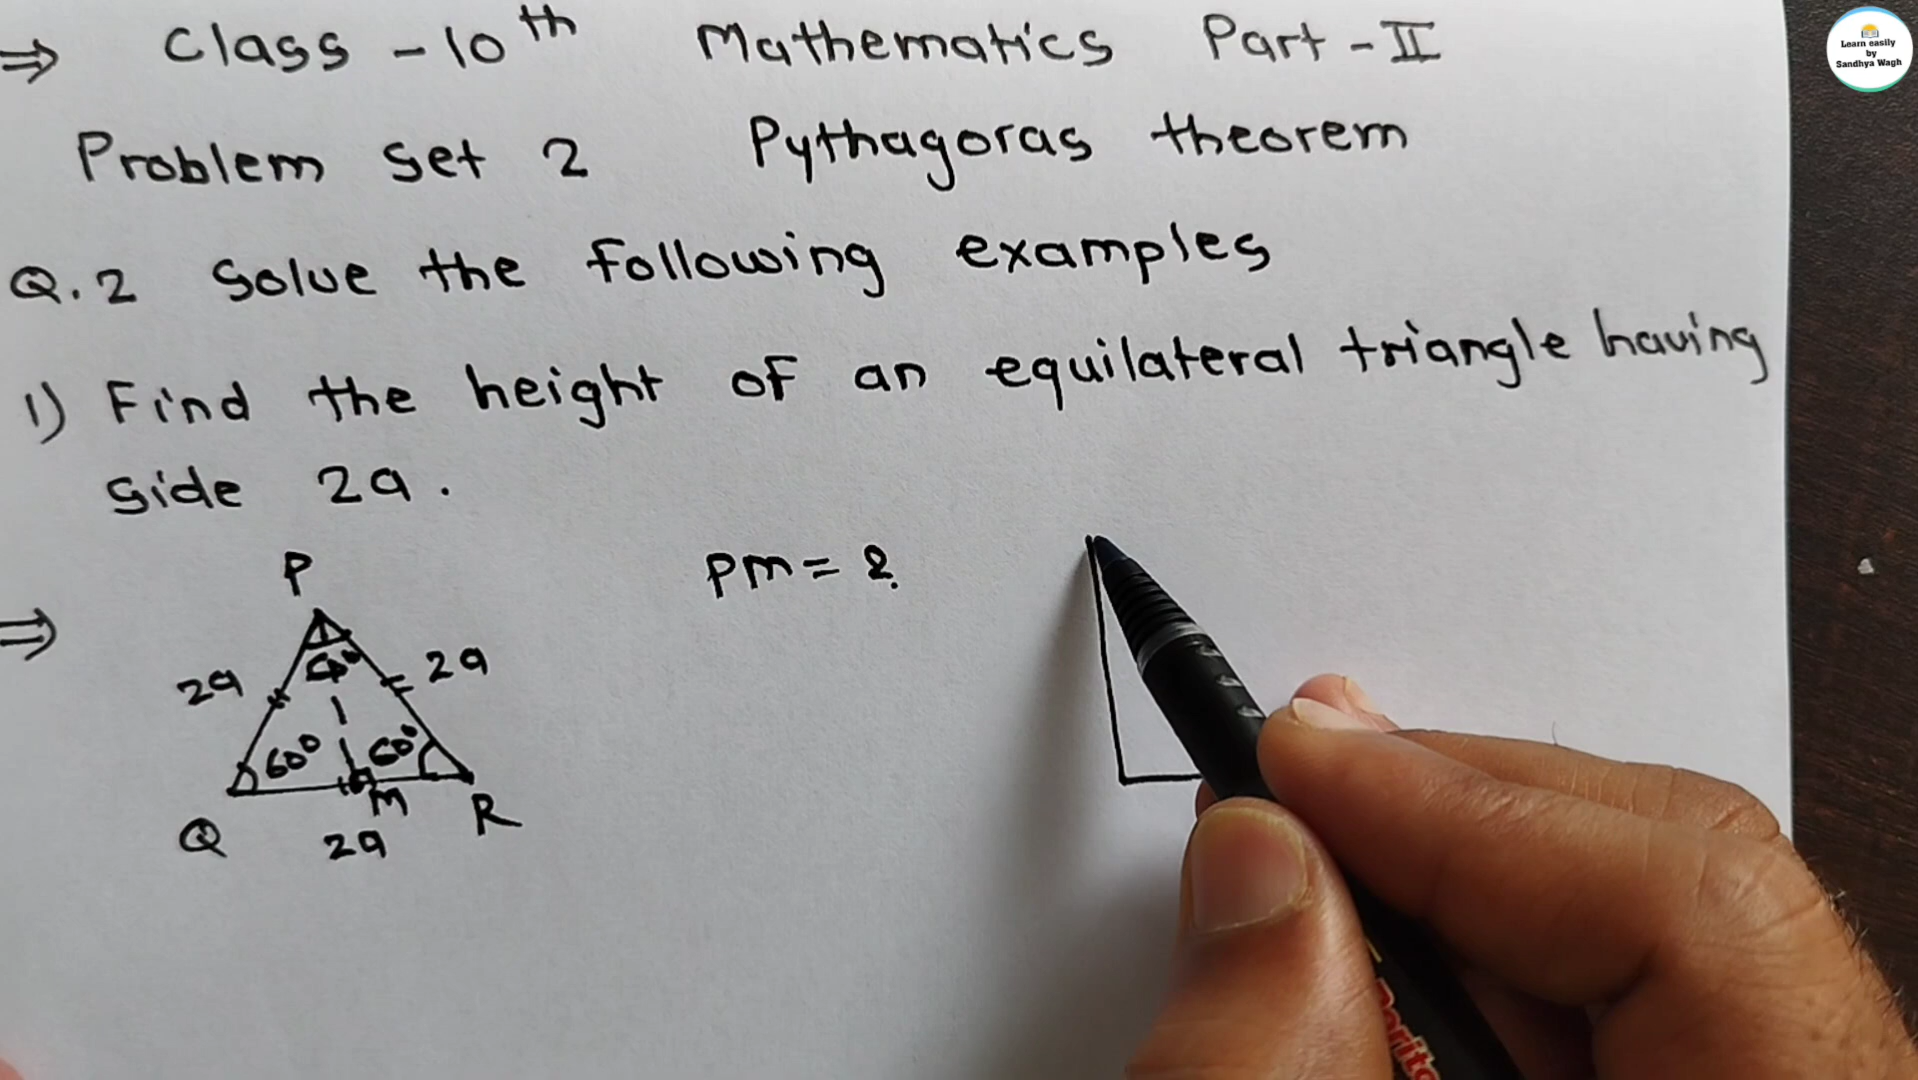 ⇒ Class - 10th Mathematics Part - II
Learn easily
by
Sandhya Wagh
Problem set 2 Pythagoras theorem
Q.2 Solve the following examples
1) Find the height of an equilateral triangle having
side 2a.
⇒ P
PM = ?
2a 2a
60° 60°
Q M R
2a